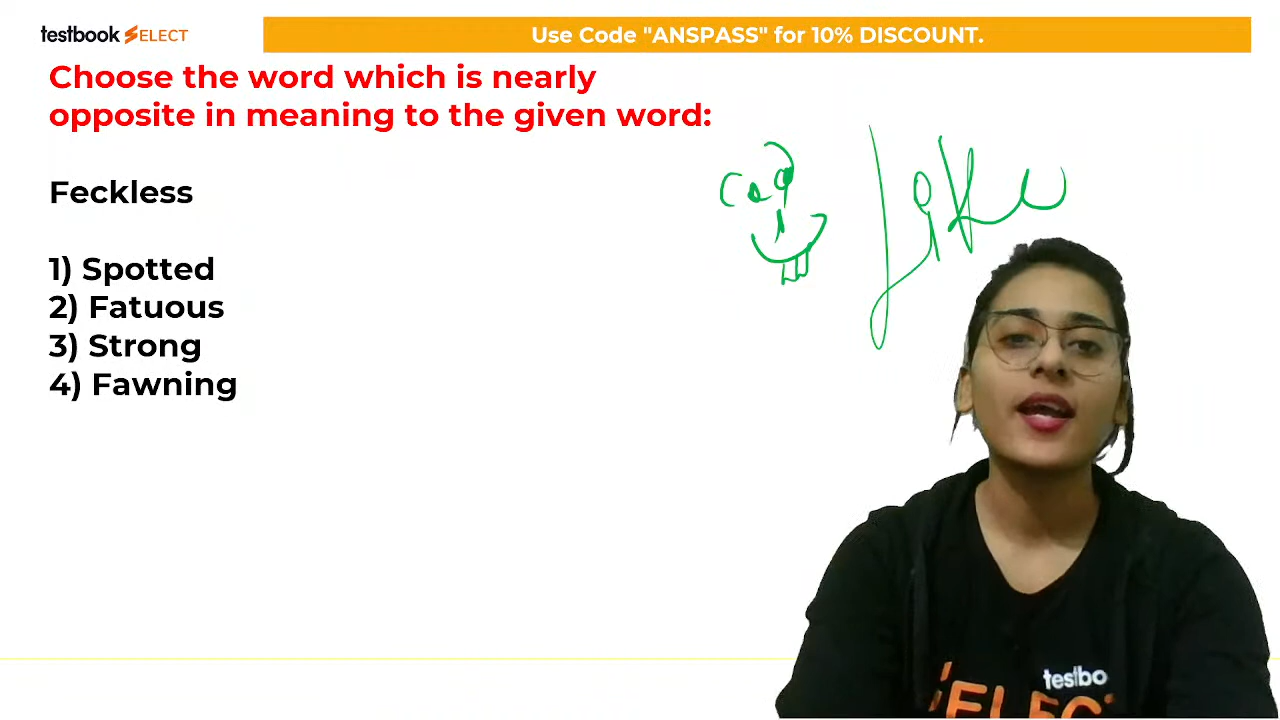 testbook SELECT
Use Code "ANSPASS" for 10% DISCOUNT.
Choose the word which is nearly
opposite in meaning to the given word:
Feckless
1) Spotted
2) Fatuous
3) Strong
4) Fawning
testbo
SELECT